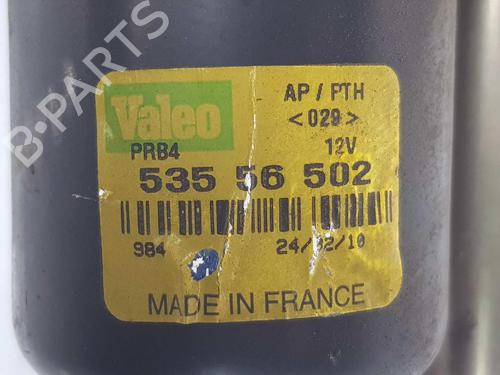 B-PARTS
Valeo
AP / PTH
<029>
PRB4
12V
535 56 502
984
24/02/10
MADE IN FRANCE